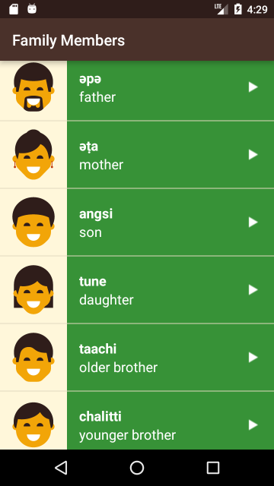 LTE 4:29
Family Members
əpə
father
əṭa
mother
angsi
son
tune
daughter
taachi
older brother
chalitti
younger brother